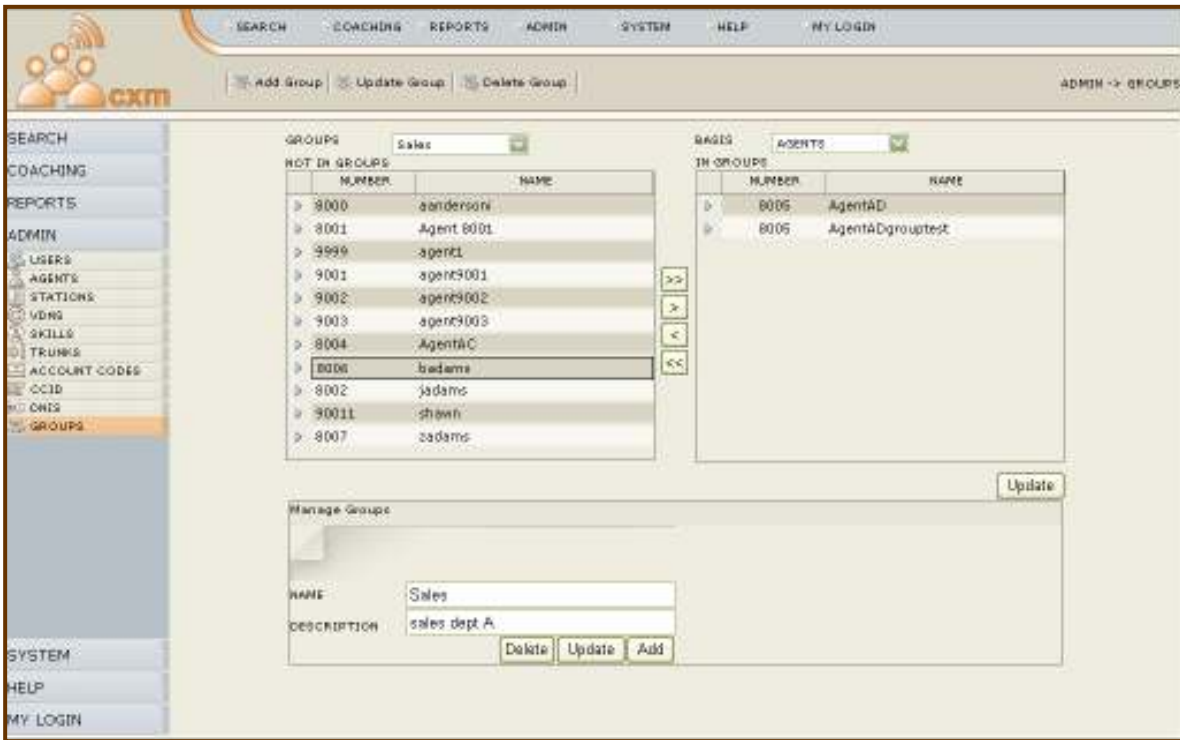 SEARCH COACHING REPORTS ADMIN SYSTEM HELP MY LOGIN
cxm
Add Group Update Group Delete Group ADMIN -> GROUPS
SEARCH
COACHING
REPORTS
ADMIN
USERS
AGENTS
STATIONS
VDNS
SKILLS
TRUNKS
ACCOUNT CODES
CCID
DNIS
GROUPS
SYSTEM
HELP
MY LOGIN
GROUPS Sales
NOT IN GROUPS
NUMBER NAME
8000 aandersoni
8001 Agent 8001
9999 agent1
9001 agent9001
9002 agent9002
9003 agent9003
8004 AgentAC
8006 badams
8002 jadams
90011 shawn
8007 zadams
>>
>
<
<<
BASIS AGENTS
IN GROUPS
NUMBER NAME
8005 AgentAD
8005 AgentADgrouptest
Update
Manage Groups
NAME Sales
DESCRIPTION sales dept A
Delete Update Add